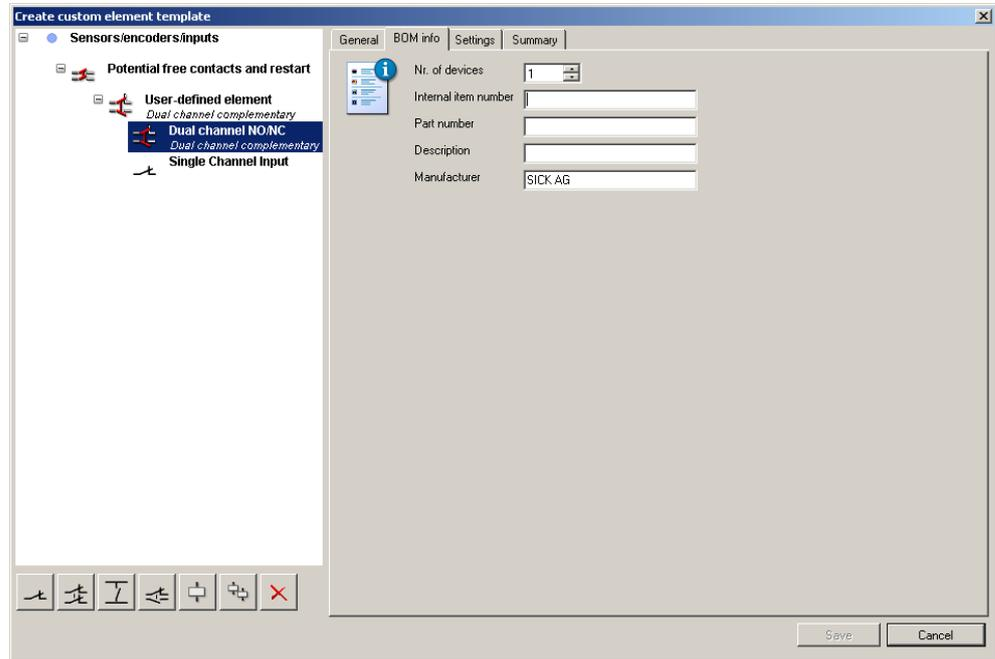 Create custom element template
Sensors/encoders/inputs
Potential free contacts and restart
User-defined element
Dual channel complementary
Dual channel NO/NC
Dual channel complementary
Single Channel Input
General BOM info Settings Summary
Nr. of devices 1
Internal item number
Part number
Description
Manufacturer SICK AG
Save Cancel